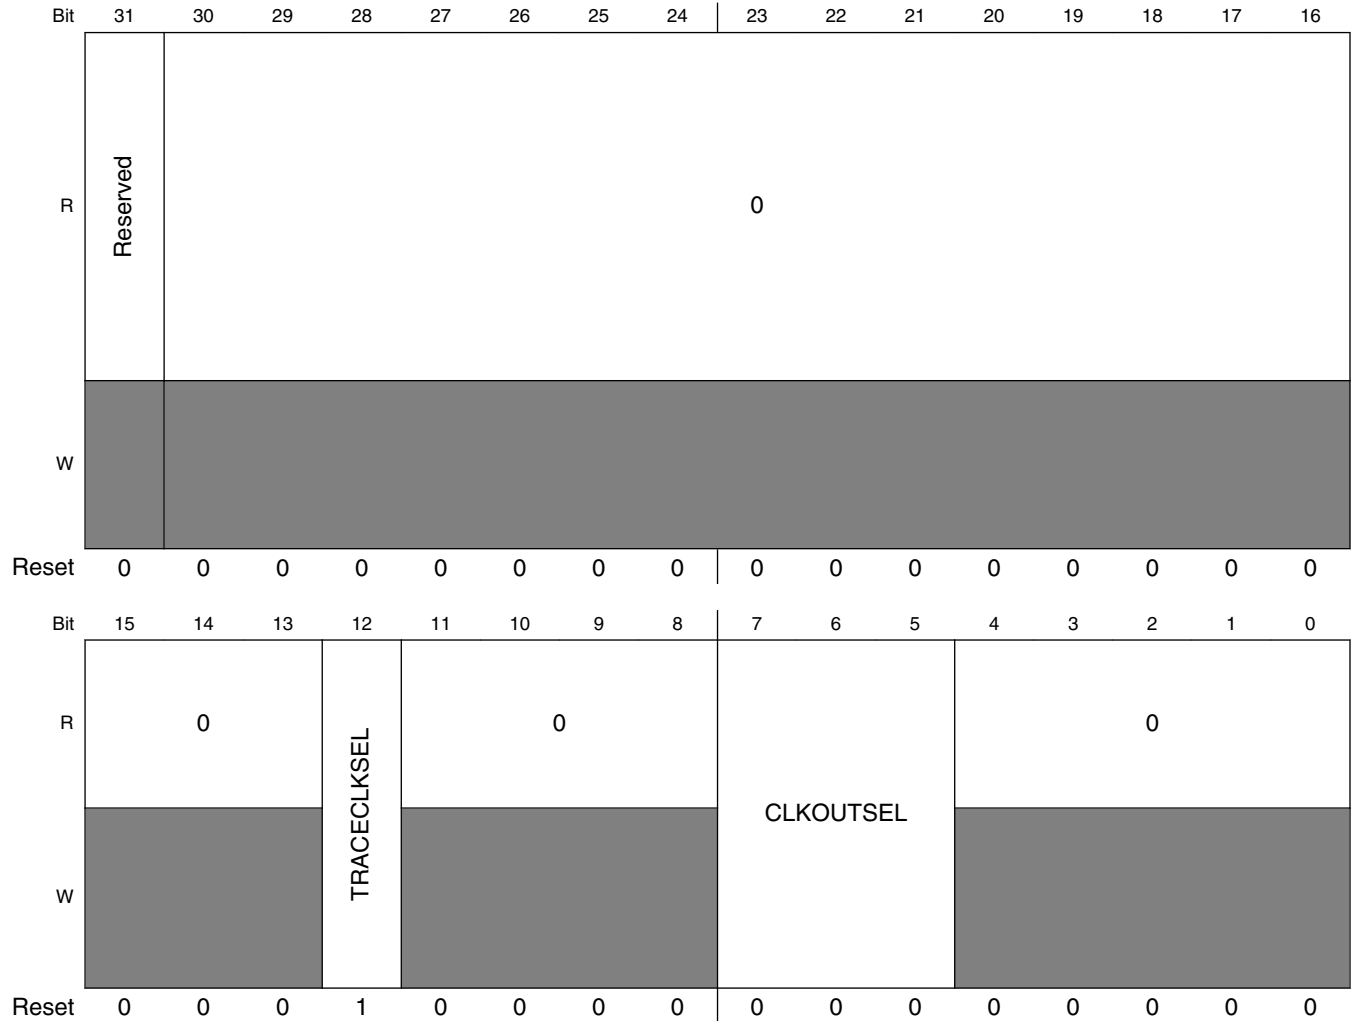 Bit 31 30 29 28 27 26 25 24 23 22 21 20 19 18 17 16
R Reserved 0
W
Reset 0 0 0 0 0 0 0 0 0 0 0 0 0 0 0 0
Bit 15 14 13 12 11 10 9 8 7 6 5 4 3 2 1 0
R 0 TRACECLKSEL 0 CLKOUTSEL 0
W
Reset 0 0 0 1 0 0 0 0 0 0 0 0 0 0 0 0